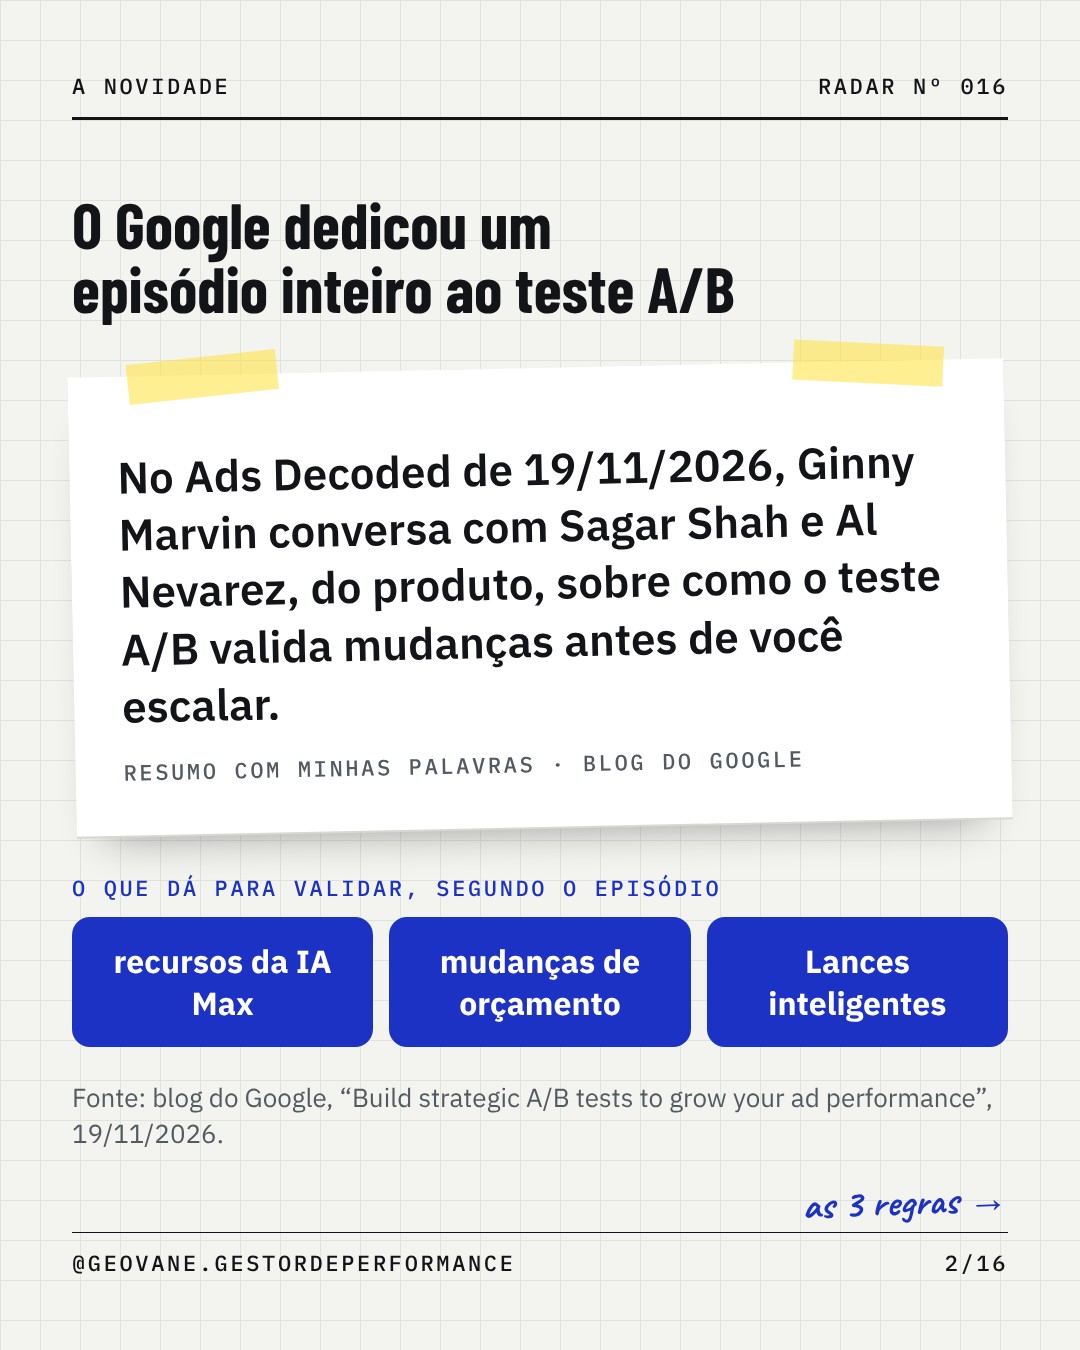 A NOVIDADE
RADAR Nº 016
O Google dedicou um
episódio inteiro ao teste A/B
No Ads Decoded de 19/11/2026, Ginny
Marvin conversa com Sagar Shah e Al
Nevarez, do produto, sobre como o teste
A/B valida mudanças antes de você
escalar.
RESUMO COM MINHAS PALAVRAS · BLOG DO GOOGLE
O QUE DÁ PARA VALIDAR, SEGUNDO O EPISÓDIO
recursos da IA
Max
mudanças de
orçamento
Lances
inteligentes
Fonte: blog do Google, “Build strategic A/B tests to grow your ad performance”,
19/11/2026.
as 3 regras →
@GEOVANE.GESTORDEPERFORMANCE
2/16